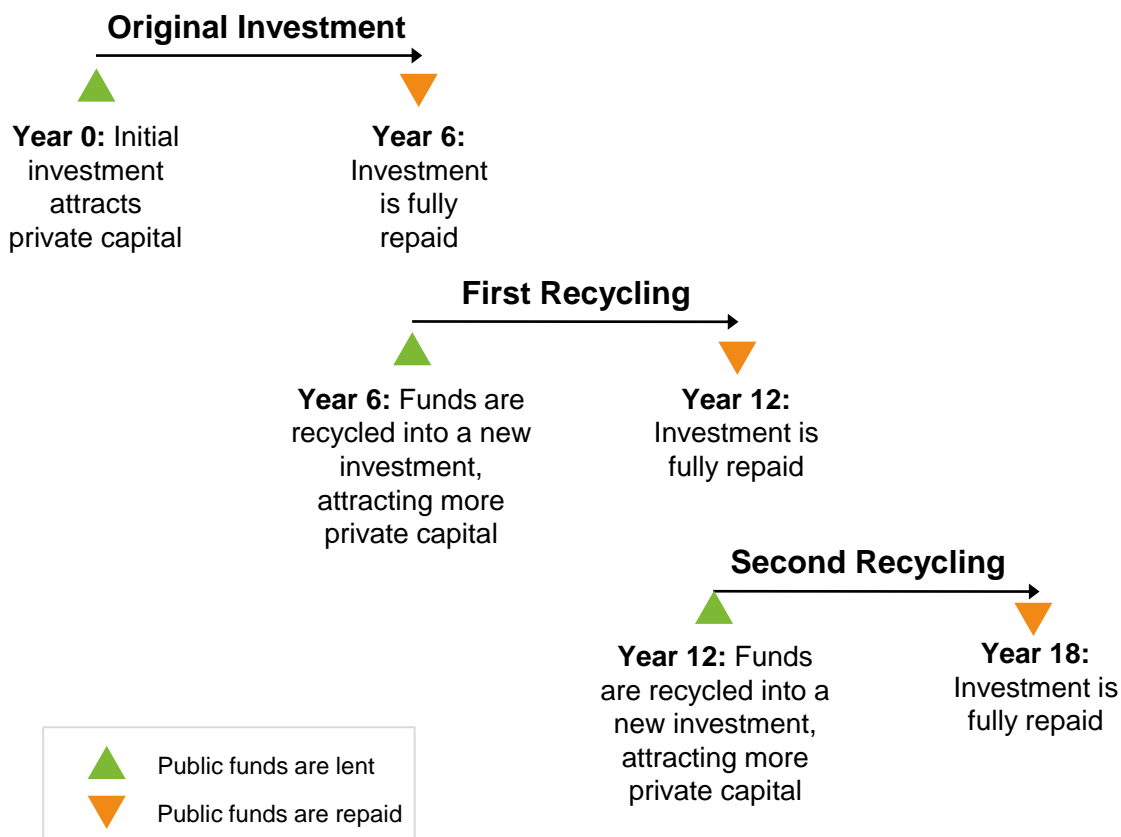 Original Investment
Year 0: Initial
investment
attracts
private capital
Year 6:
Investment
is fully
repaid
First Recycling
Year 6: Funds are
recycled into a new
investment,
attracting more
private capital
Year 12:
Investment is
fully repaid
Second Recycling
Year 12: Funds
are recycled into a
new investment,
attracting more
private capital
Year 18:
Investment is
fully repaid
Public funds are lent
Public funds are repaid